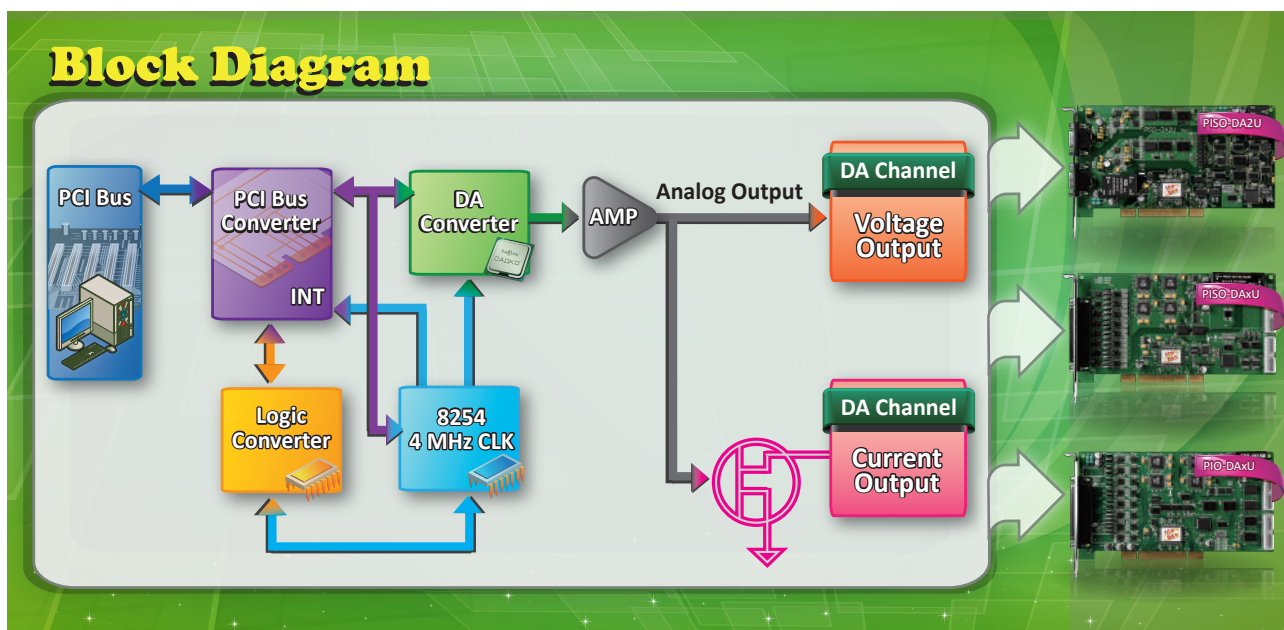 Block Diagram
PCI Bus
PCI Bus
Converter
INT
DA
Converter
AMP
Analog Output
DA Channel
Voltage
Output
Logic
Converter
8254
4 MHz CLK
DA Channel
Current
Output
PISO-DA2U
PISO-DAxU
PIO-DAxU